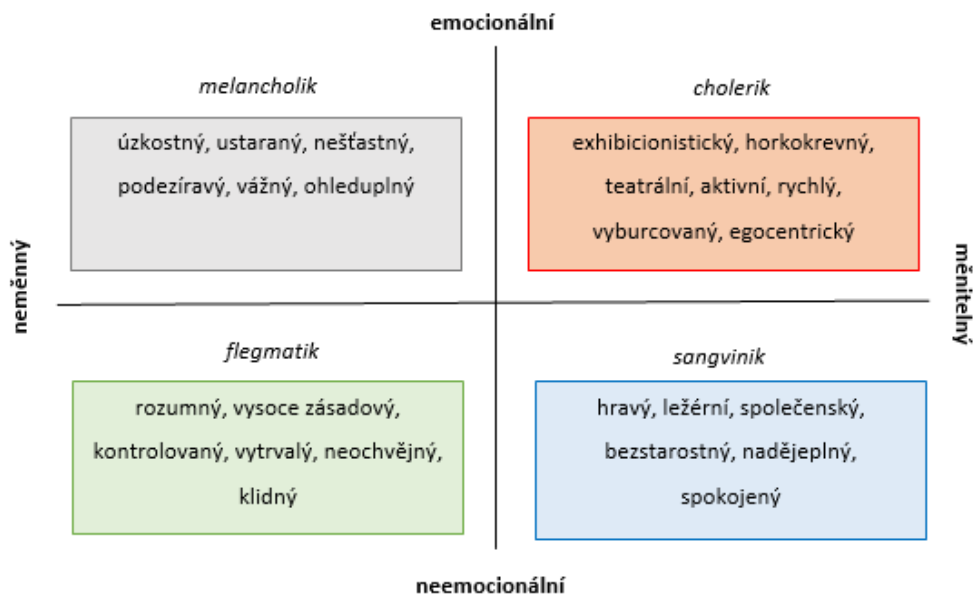 emocionální
melancholik
úzkostný, ustaraný, nešťastný,
podezíravý, vážný, ohleduplný
cholerik
exhibicionistický, horkokrevný,
teatrální, aktivní, rychlý,
vyburcovaný, egocentrický
neměnný
měnitelný
flegmatik
rozumný, vysoce zásadový,
kontrolovaný, vytrvalý, neochvějný,
klidný
sangvinik
hravý, ležérní, společenský,
bezstarostný, nadějeplný,
spokojený
neemocionální